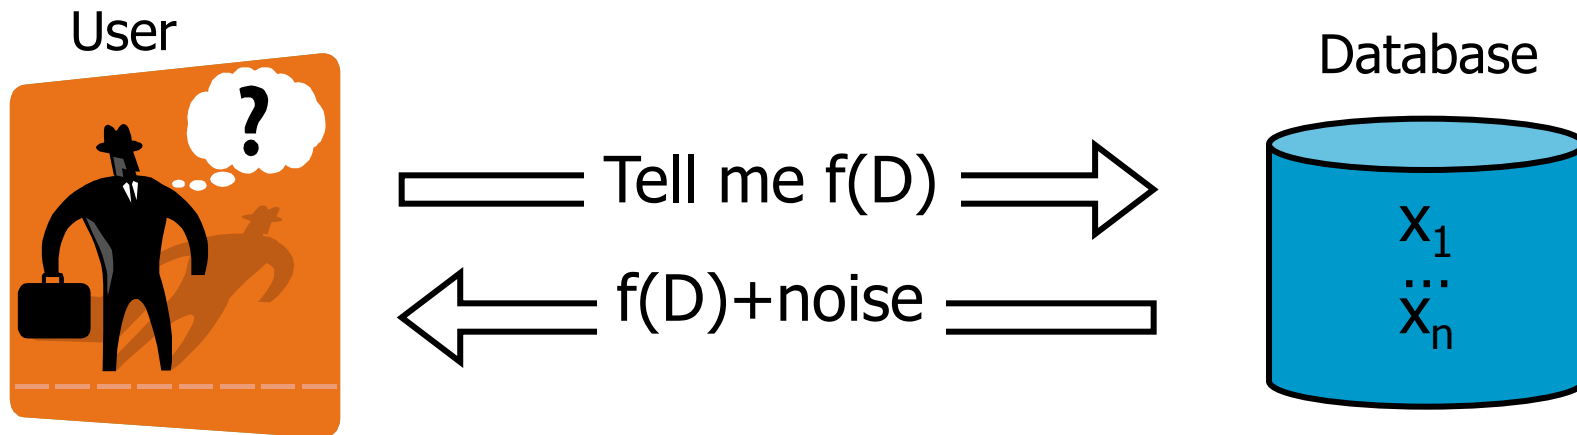 User
Database
?
Tell me f(D)
f(D)+noise
x₁
...
xₙ